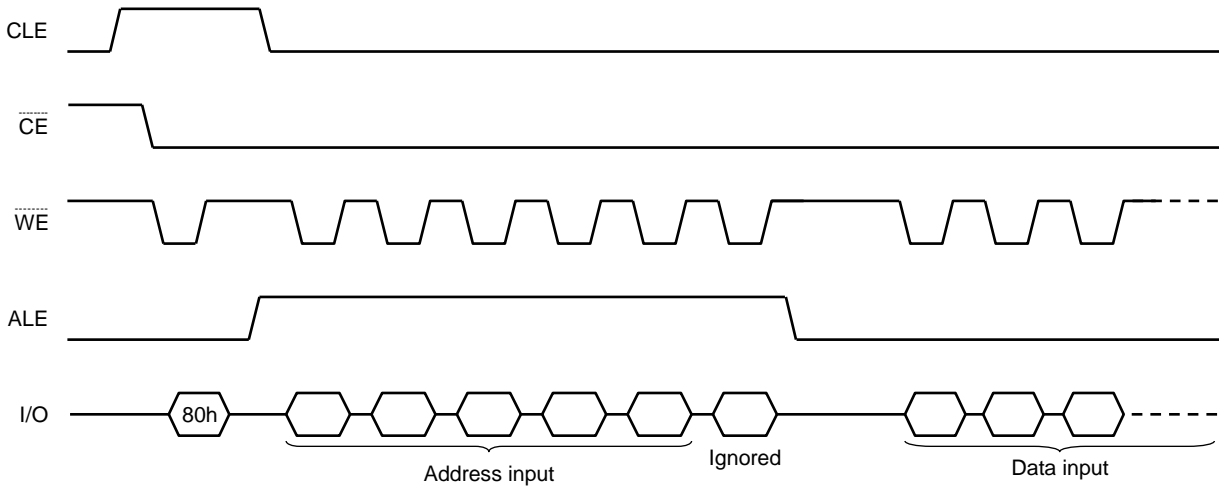 CLE
CE
WE
ALE
I/O
80h
Address input
Ignored
Data input